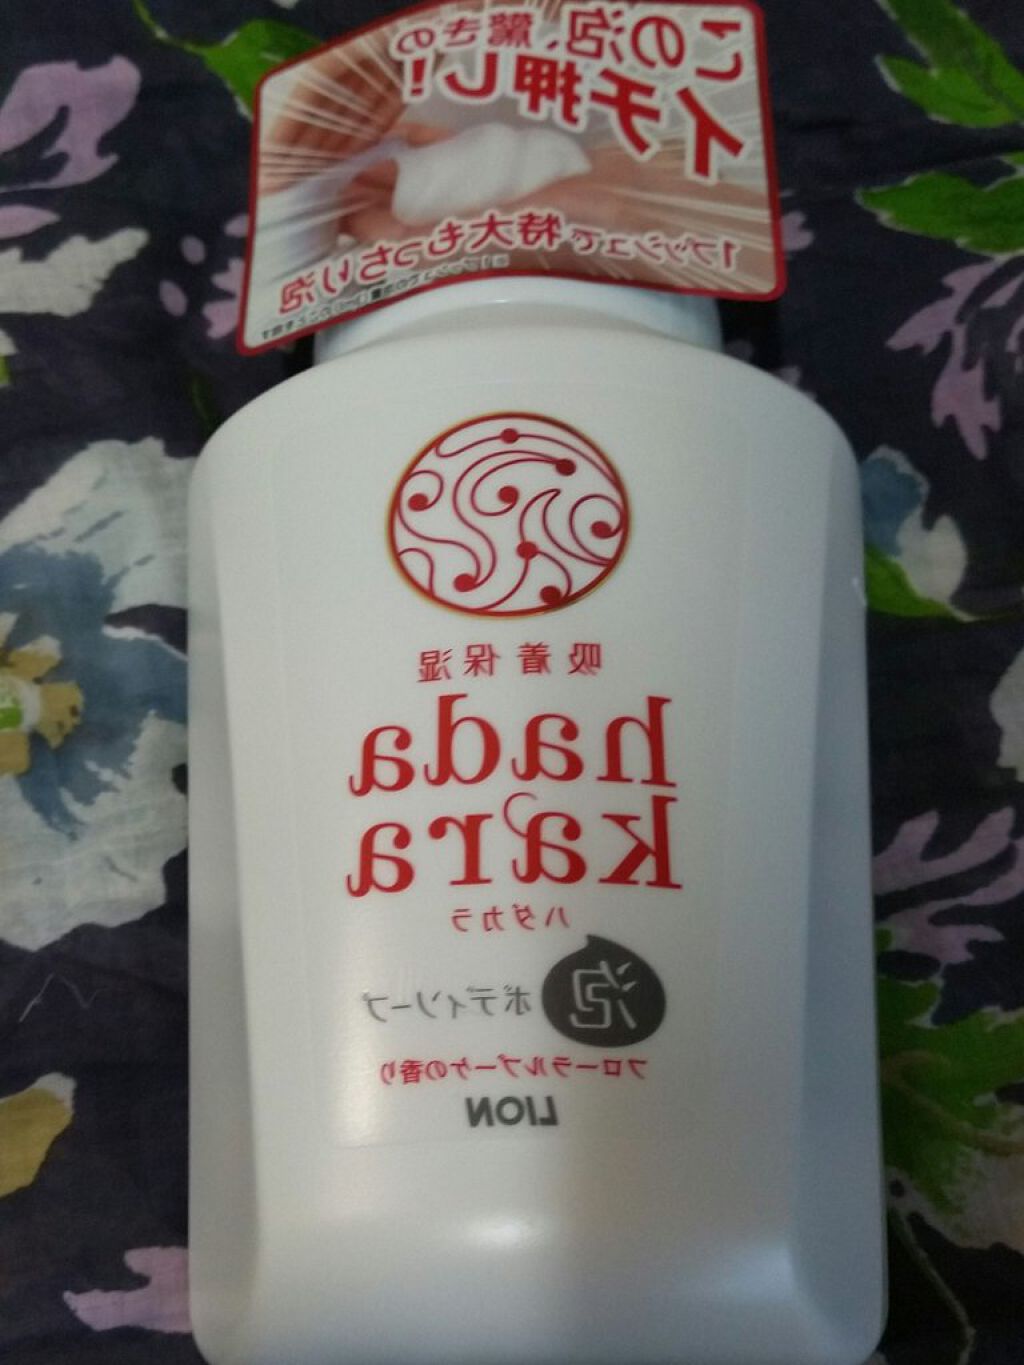 この泡、驚きの
イチ押し!
1プッシュで特大もっちり泡
吸着保湿
hada
kara
ハダカラ
泡 ボディソープ
フローラルブーケの香り
LION